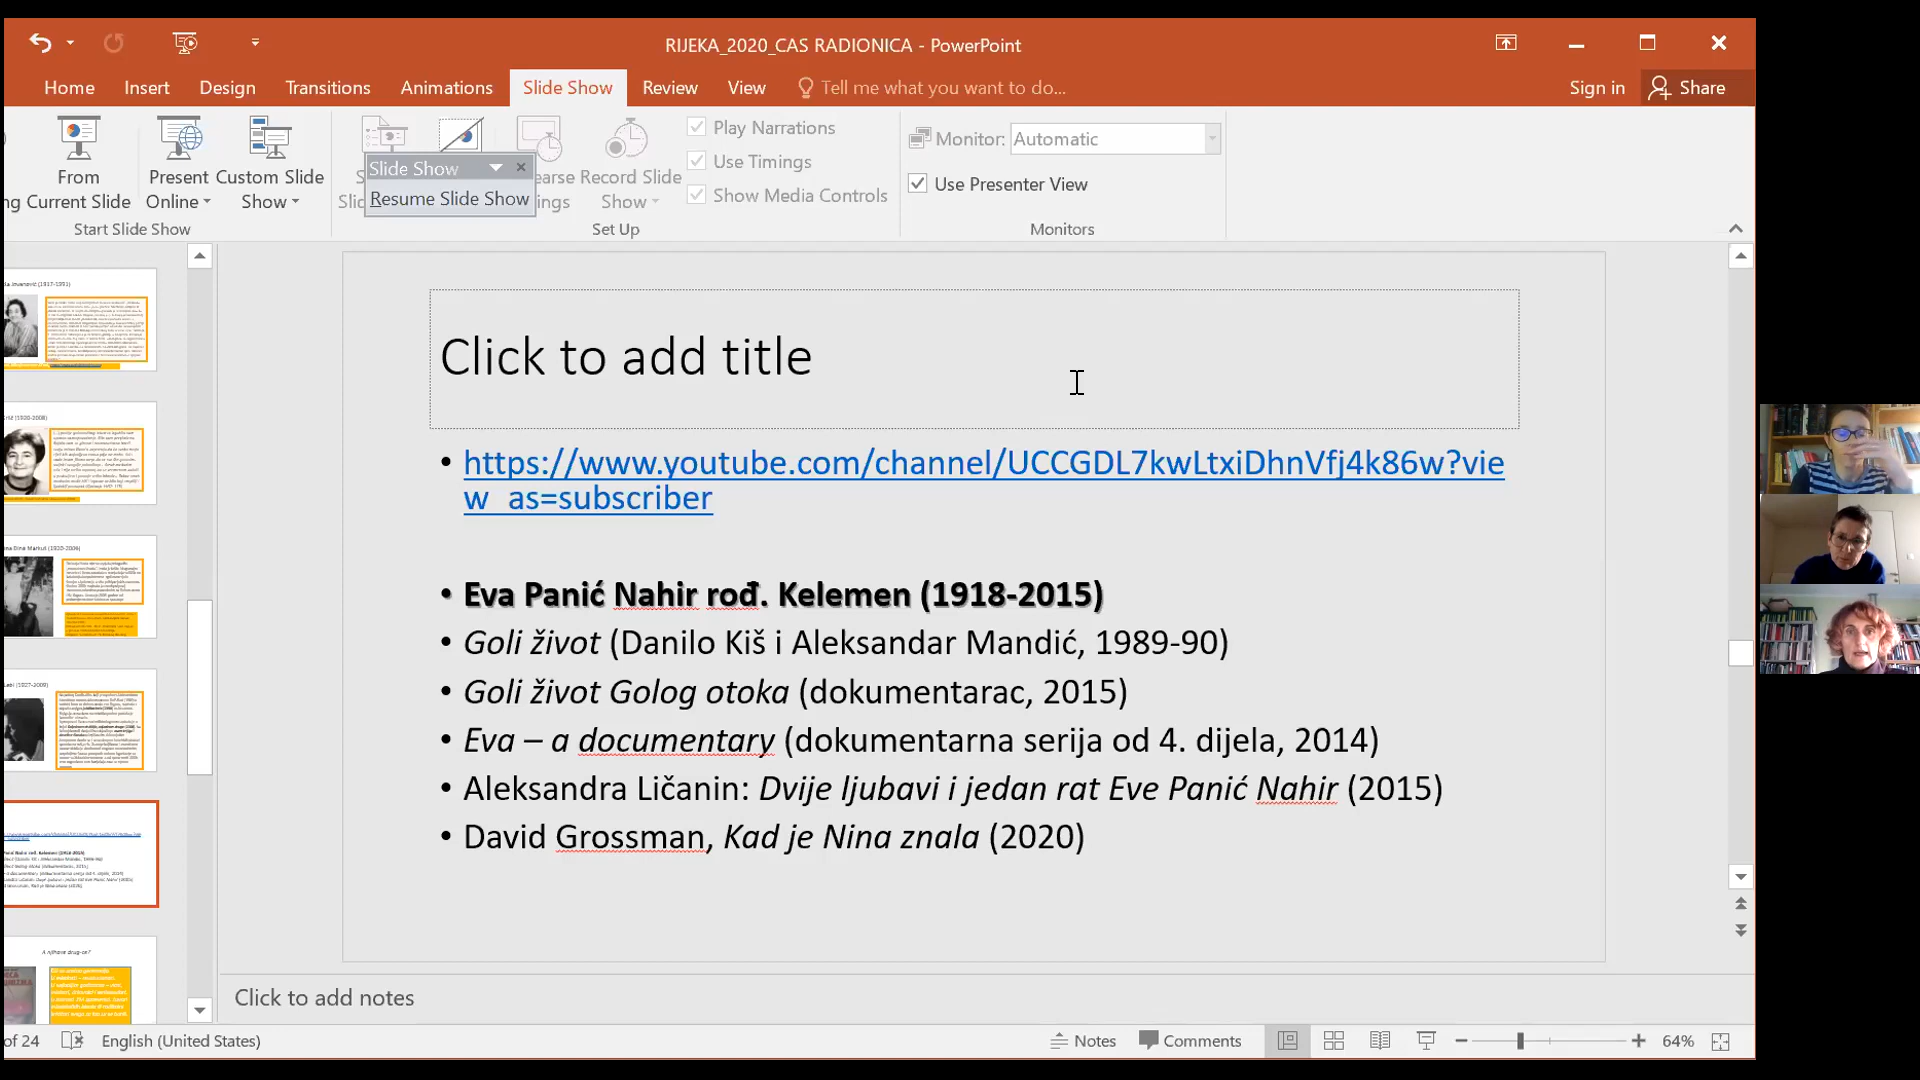 RIJEKA_2020_CAS RADIONICA - PowerPoint
Home Insert Design Transitions Animations Slide Show Review View Tell me what you want to do... Sign in Share
From Current Slide
Present Online
Custom Slide Show
Slide Show
Resume Slide Show
Record Slide Show
Play Narrations
Use Timings
Show Media Controls
Monitor: Automatic
Use Presenter View
Start Slide Show
Set Up
Monitors
Click to add title
• https://www.youtube.com/channel/UCCGDL7kwLtxiDhnVfj4k86w?vie
w_as=subscriber
• Eva Panić Nahir rođ. Kelemen (1918-2015)
• Goli život (Danilo Kiš i Aleksandar Mandić, 1989-90)
• Goli život Golog otoka (dokumentarac, 2015)
• Eva – a documentary (dokumentarna serija od 4. dijela, 2014)
• Aleksandra Ličanin: Dvije ljubavi i jedan rat Eve Panić Nahir (2015)
• David Grossman, Kad je Nina znala (2020)
Click to add notes
of 24 English (United States) Notes Comments 64%